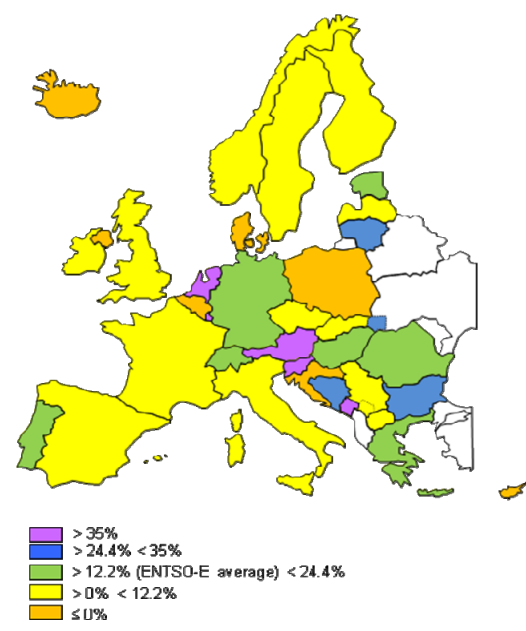 > 35%
> 24.4% < 35%
> 12.2% (ENTSO-E average) < 24.4%
> 0% < 12.2%
≤ 0%